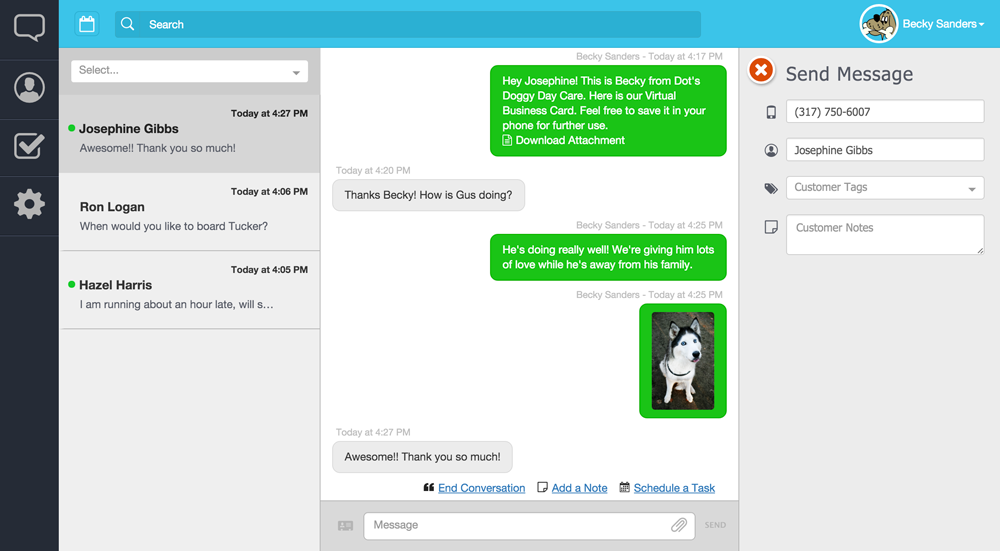 Search
Becky Sanders
Select...
Today at 4:27 PM
Josephine Gibbs
Awesome!! Thank you so much!
Today at 4:06 PM
Ron Logan
When would you like to board Tucker?
Today at 4:05 PM
Hazel Harris
I am running about an hour late, will s...
Becky Sanders - Today at 4:17 PM
Hey Josephine! This is Becky from Dot's
Doggy Day Care. Here is our Virtual
Business Card. Feel free to save it in your
phone for further use.
Download Attachment
Today at 4:20 PM
Thanks Becky! How is Gus doing?
Becky Sanders - Today at 4:25 PM
He's doing really well! We're giving him lots
of love while he's away from his family.
Becky Sanders - Today at 4:25 PM
Today at 4:27 PM
Awesome!! Thank you so much!
End Conversation Add a Note Schedule a Task
Message
SEND
Send Message
(317) 750-6007
Josephine Gibbs
Customer Tags
Customer Notes